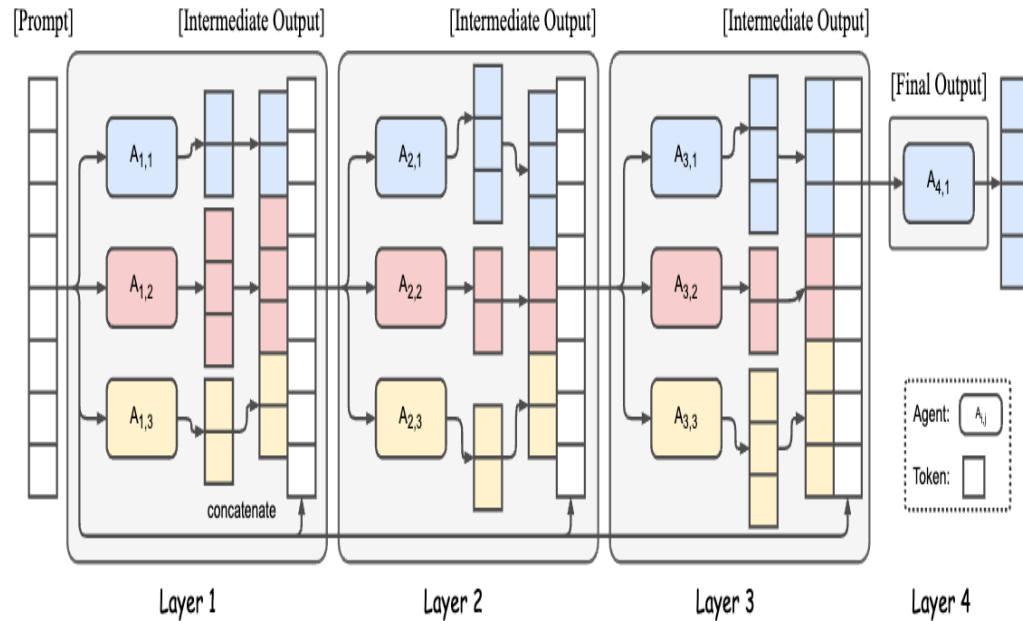 [Prompt]
[Intermediate Output]
[Intermediate Output]
[Intermediate Output]
[Final Output]
A1,1
A2,1
A3,1
A4,1
A1,2
A2,2
A3,2
A1,3
A2,3
A3,3
concatenate
Agent:
Ai,j
Token:
Layer 1
Layer 2
Layer 3
Layer 4